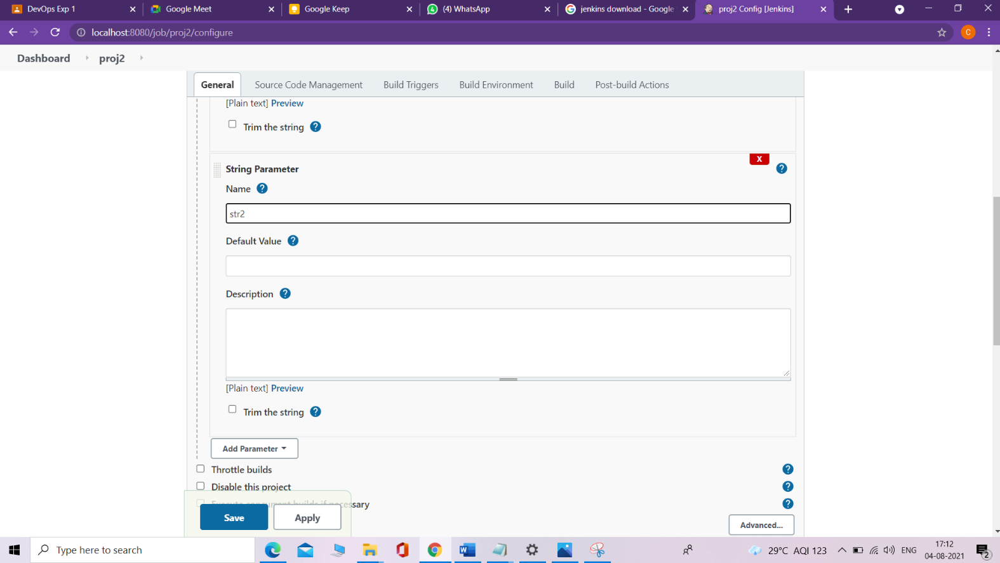 DevOps Exp 1
Google Meet
Google Keep
(4) WhatsApp
jenkins download - Google
proj2 Config [Jenkins]
localhost:8080/job/proj2/configure
C
Dashboard
proj2
General
Source Code Management
Build Triggers
Build Environment
Build
Post-build Actions
[Plain text] Preview
Trim the string ?
X
String Parameter ?
Name ?
str2
Default Value ?
Description ?
[Plain text] Preview
Trim the string ?
Add Parameter
Throttle builds ?
Disable this project ?
Execute concurrent builds if necessary ?
Save
Apply
Advanced...
Type here to search
29°C AQI 123
ENG
17:12
04-08-2021
2